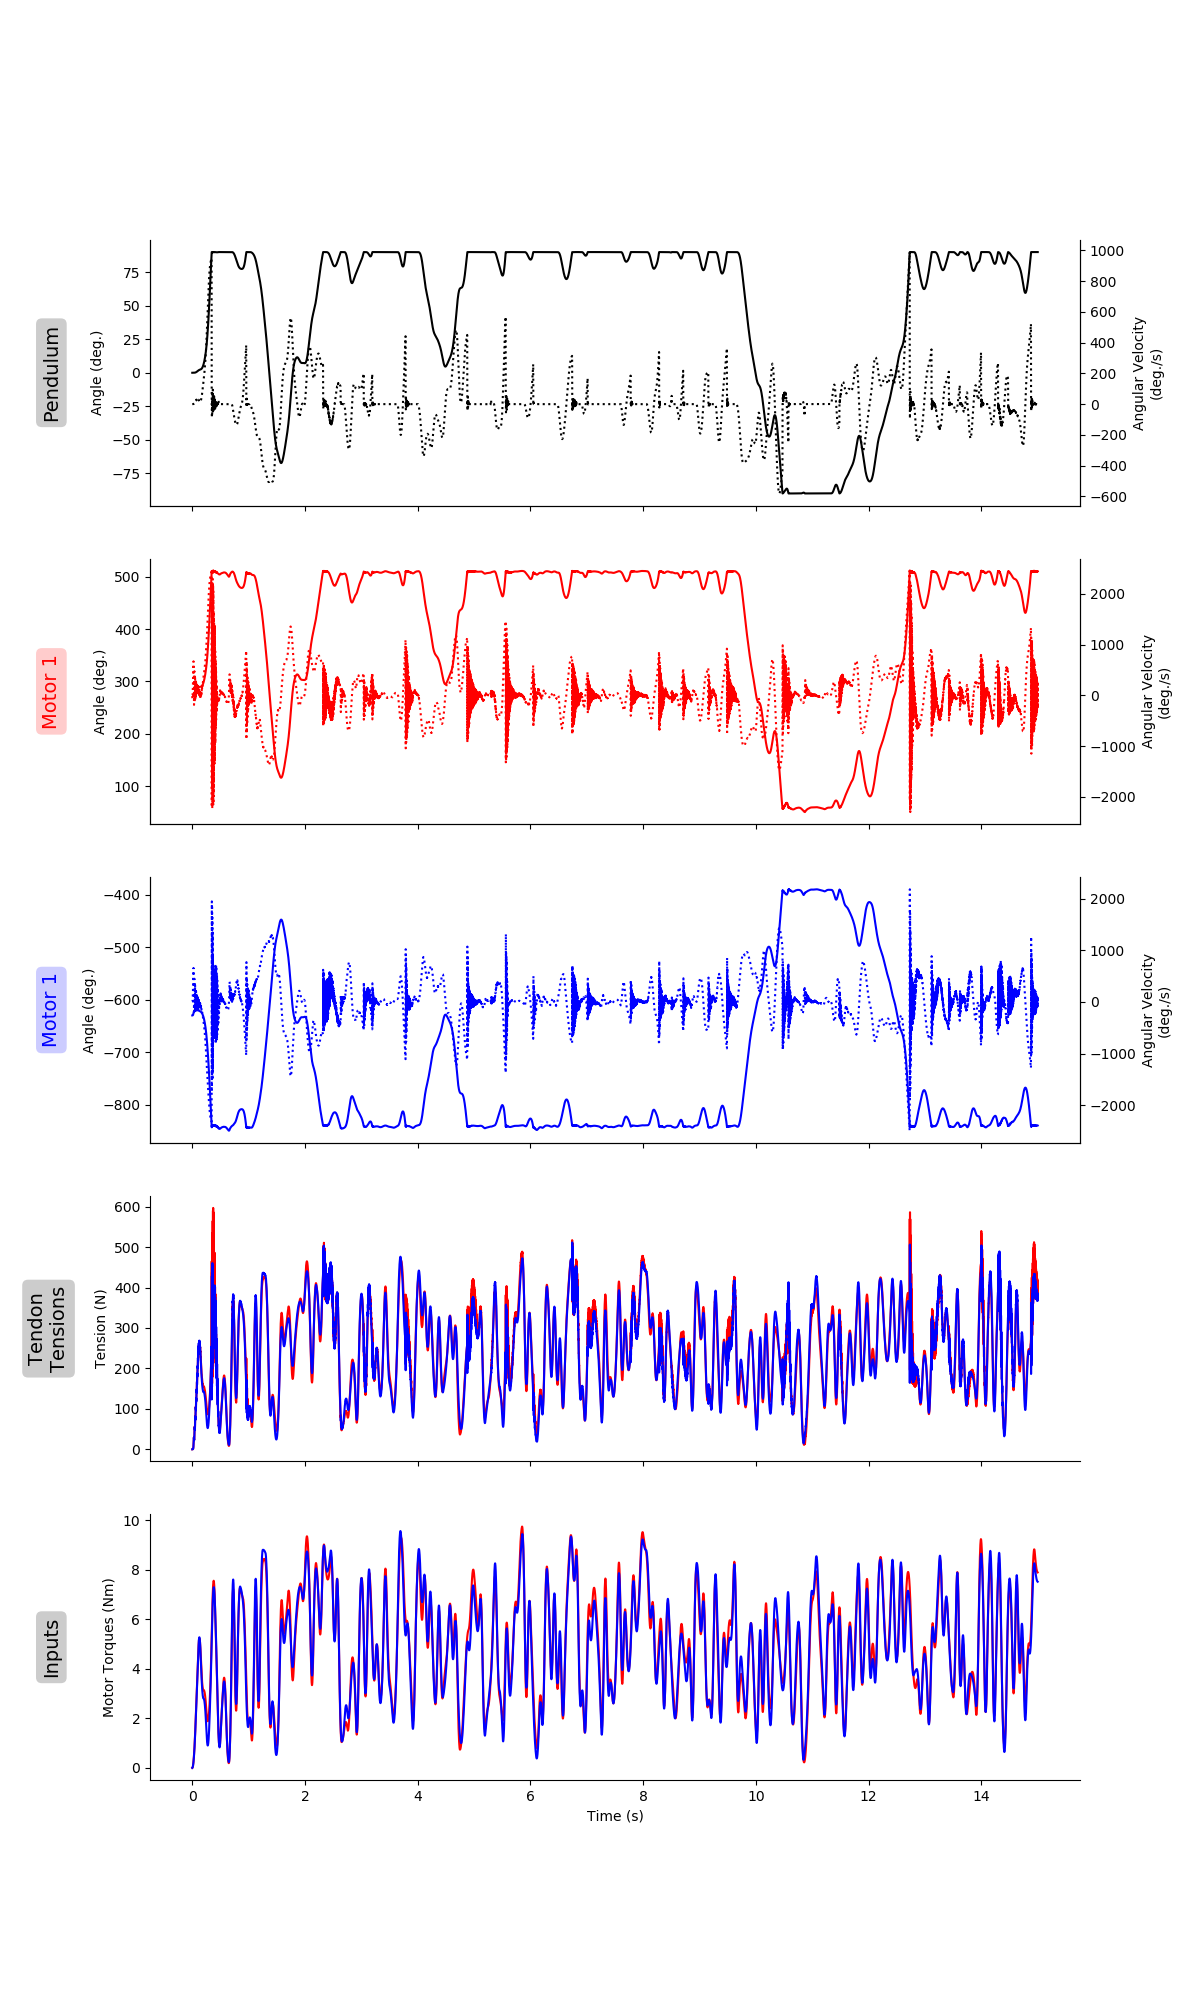 Pendulum
Angle (deg.)
75
50
25
0
−25
−50
−75
1000
800
600
400
200
0
−200
−400
−600
Angular Velocity
(deg./s)
Motor 1
Angle (deg.)
500
400
300
200
100
2000
1000
0
−1000
−2000
Angular Velocity
(deg./s)
Motor 1
Angle (deg.)
−400
−500
−600
−700
−800
2000
1000
0
−1000
−2000
Angular Velocity
(deg./s)
Tendon
Tensions
Tension (N)
600
500
400
300
200
100
0
Inputs
Motor Torques (Nm)
10
8
6
4
2
0
0 2 4 6 8 10 12 14
Time (s)